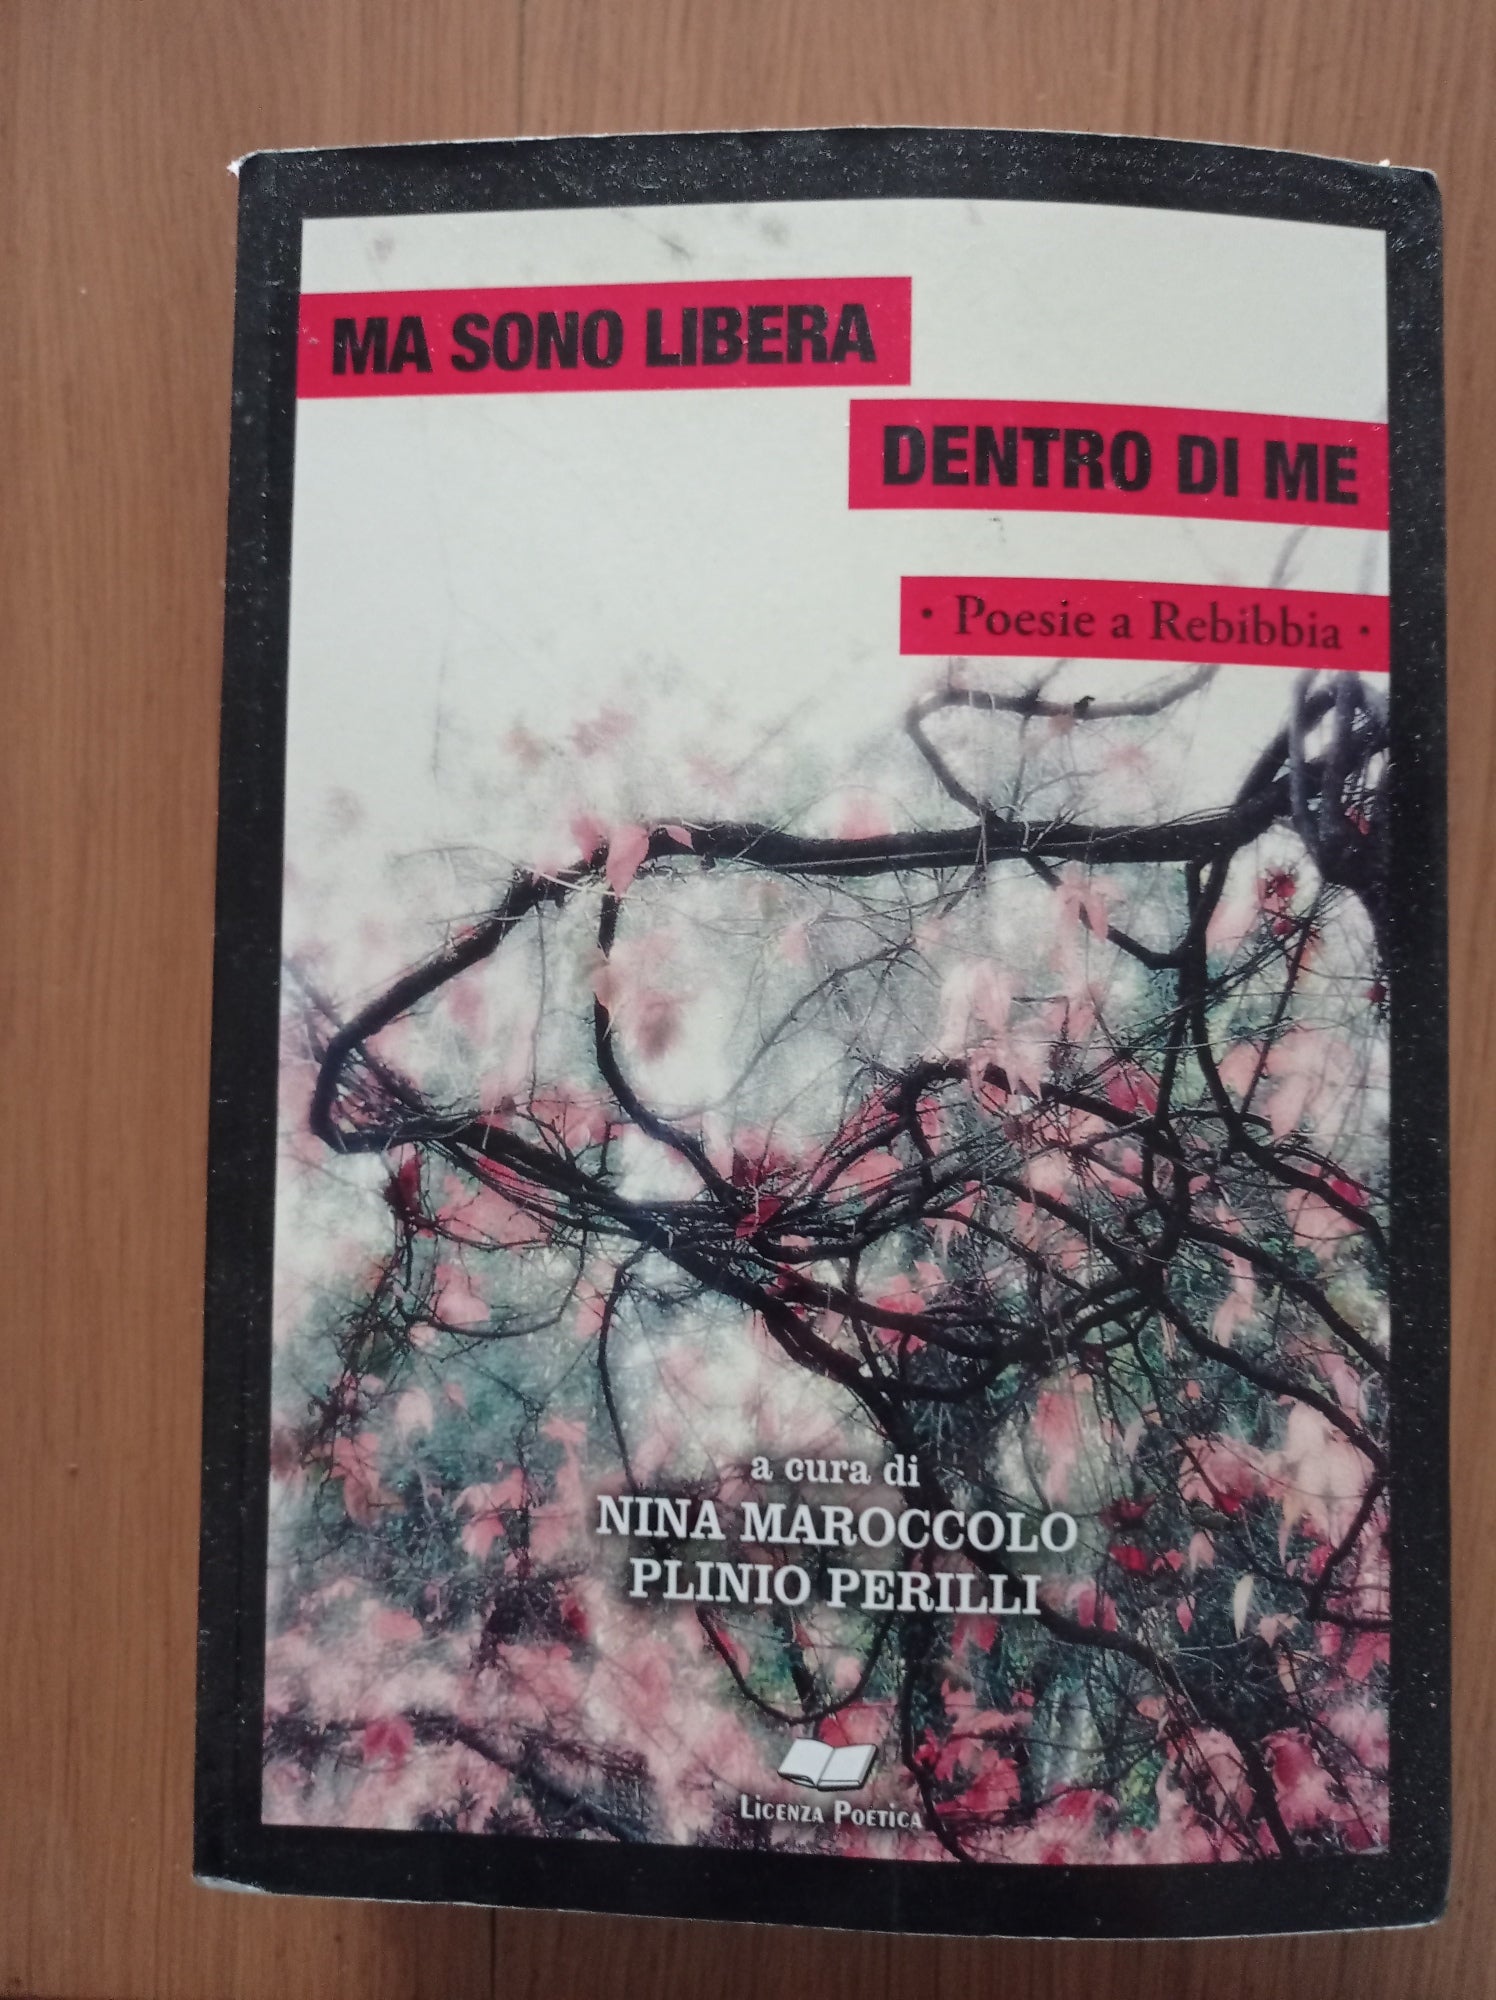 MA SONO LIBERA
DENTRO DI ME
· Poesie a Rebibbia ·
a cura di
NINA MAROCCOLO
PLINIO PERILLI
LICENZA POETICA